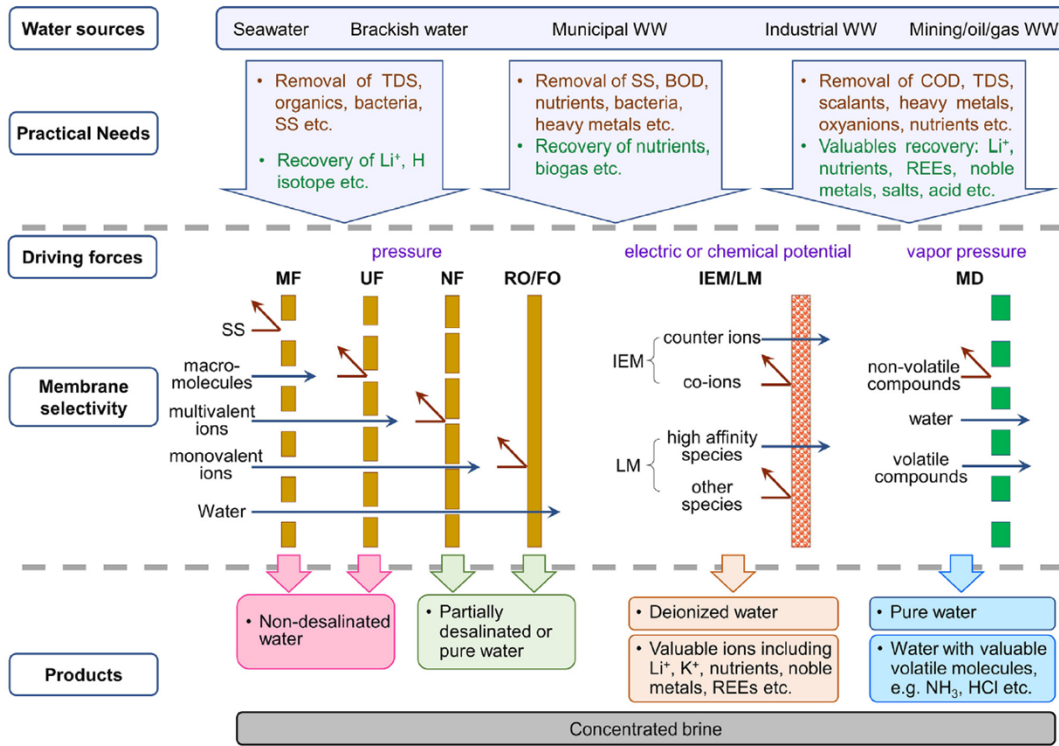 Water sources
Seawater
Brackish water
Municipal WW
Industrial WW
Mining/oil/gas WW
Practical Needs
• Removal of TDS,
organics, bacteria,
SS etc.
• Recovery of Li⁺, H
isotope etc.
• Removal of SS, BOD,
nutrients, bacteria,
heavy metals etc.
• Recovery of nutrients,
biogas etc.
• Removal of COD, TDS,
scalants, heavy metals,
oxyanions, nutrients etc.
• Valuables recovery: Li⁺,
nutrients, REEs, noble
metals, salts, acid etc.
Driving forces
pressure
electric or chemical potential
vapor pressure
MF
UF
NF
RO/FO
IEM/LM
MD
Membrane
selectivity
SS
macro-
molecules
multivalent
ions
monovalent
ions
Water
IEM
counter ions
co-ions
LM
high affinity
species
other
species
non-volatile
compounds
water
volatile
compounds
Products
• Non-desalinated
water
• Partially
desalinated or
pure water
• Deionized water
• Valuable ions including
Li⁺, K⁺, nutrients, noble
metals, REEs etc.
• Pure water
• Water with valuable
volatile molecules,
e.g. NH₃, HCl etc.
Concentrated brine